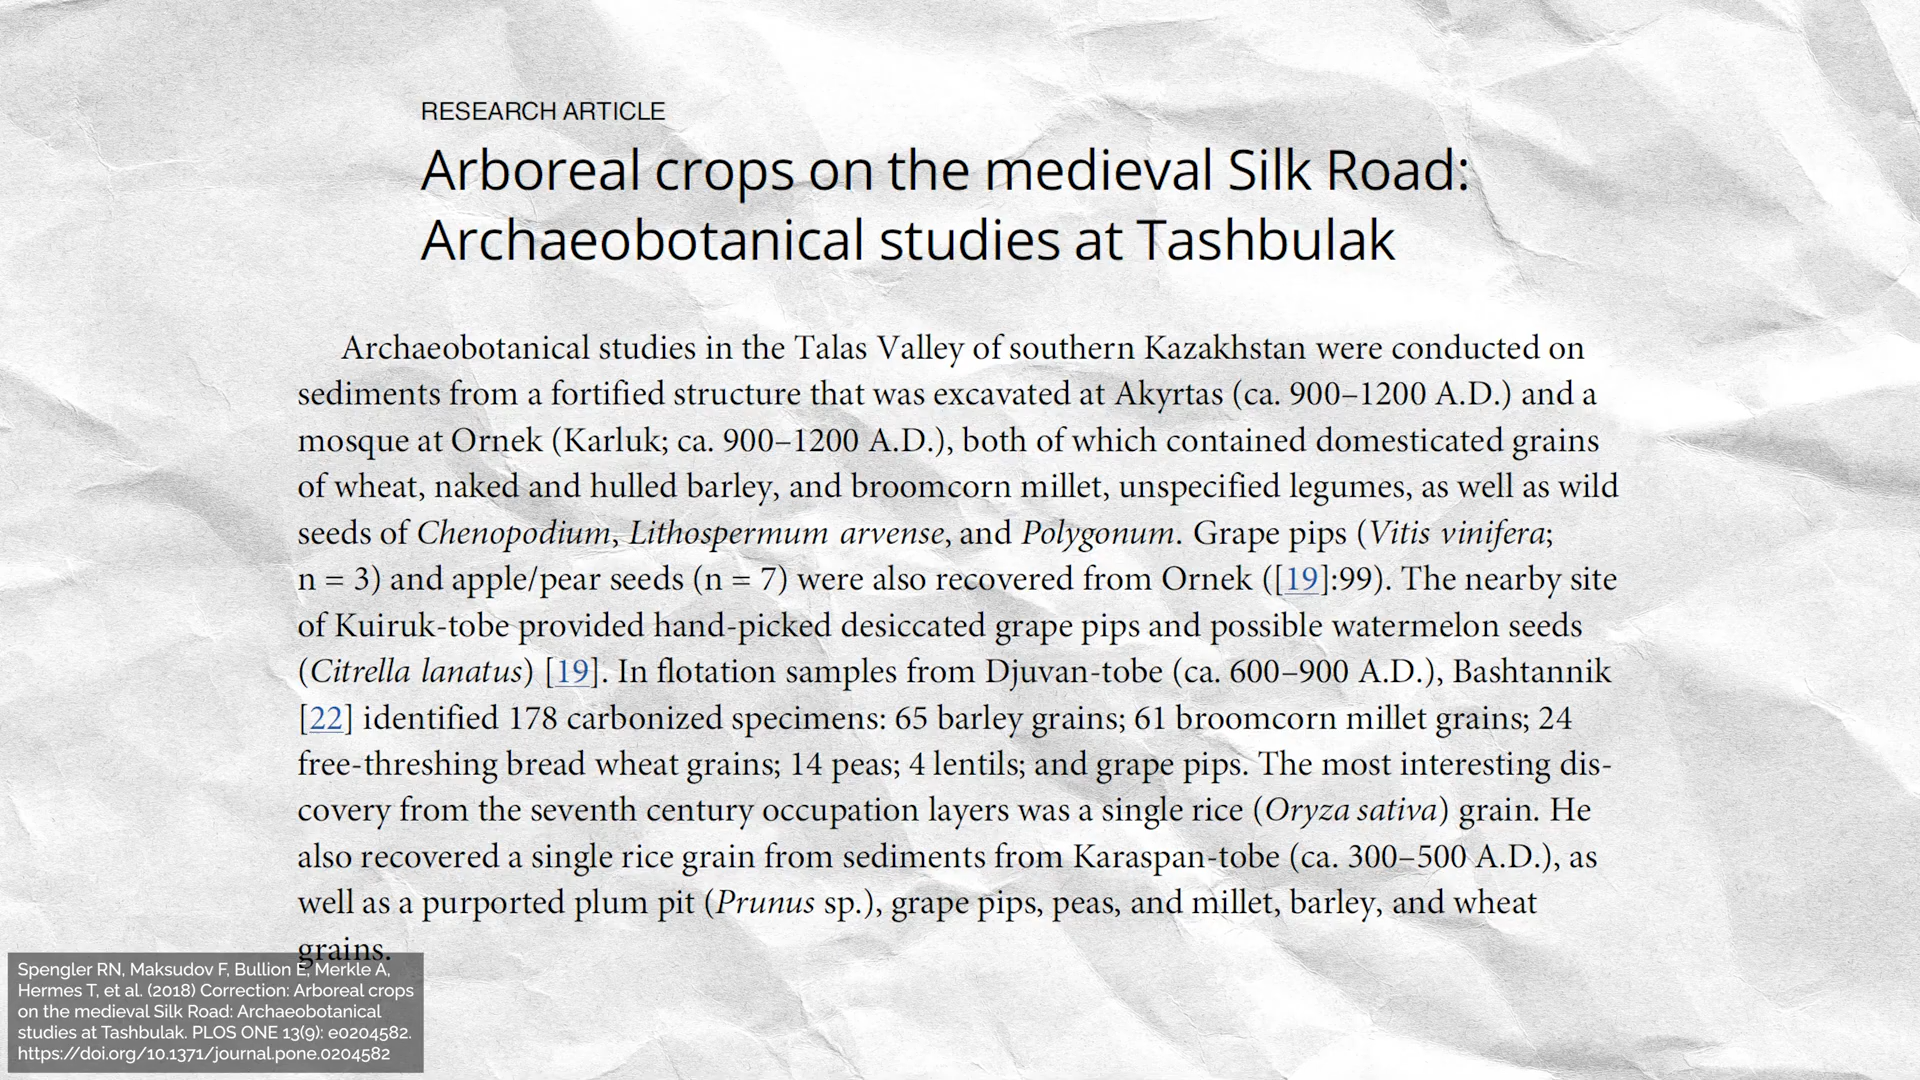 RESEARCH ARTICLE
Arboreal crops on the medieval Silk Road:
Archaeobotanical studies at Tashbulak
Archaeobotanical studies in the Talas Valley of southern Kazakhstan were conducted on
sediments from a fortified structure that was excavated at Akyrtas (ca. 900–1200 A.D.) and a
mosque at Ornek (Karluk; ca. 900–1200 A.D.), both of which contained domesticated grains
of wheat, naked and hulled barley, and broomcorn millet, unspecified legumes, as well as wild
seeds of Chenopodium, Lithospermum arvense, and Polygonum. Grape pips (Vitis vinifera;
n = 3) and apple/pear seeds (n = 7) were also recovered from Ornek ([19]:99). The nearby site
of Kuiruk-tobe provided hand-picked desiccated grape pips and possible watermelon seeds
(Citrella lanatus) [19]. In flotation samples from Djuvan-tobe (ca. 600–900 A.D.), Bashtannik
[22] identified 178 carbonized specimens: 65 barley grains; 61 broomcorn millet grains; 24
free-threshing bread wheat grains; 14 peas; 4 lentils; and grape pips. The most interesting dis-
covery from the seventh century occupation layers was a single rice (Oryza sativa) grain. He
also recovered a single rice grain from sediments from Karaspan-tobe (ca. 300–500 A.D.), as
well as a purported plum pit (Prunus sp.), grape pips, peas, and millet, barley, and wheat
grains.
Spengler RN, Maksudov F, Bullion E, Merkle A,
Hermes T, et al. (2018) Correction: Arboreal crops
on the medieval Silk Road: Archaeobotanical
studies at Tashbulak. PLOS ONE 13(9): e0204582.
https://doi.org/10.1371/journal.pone.0204582